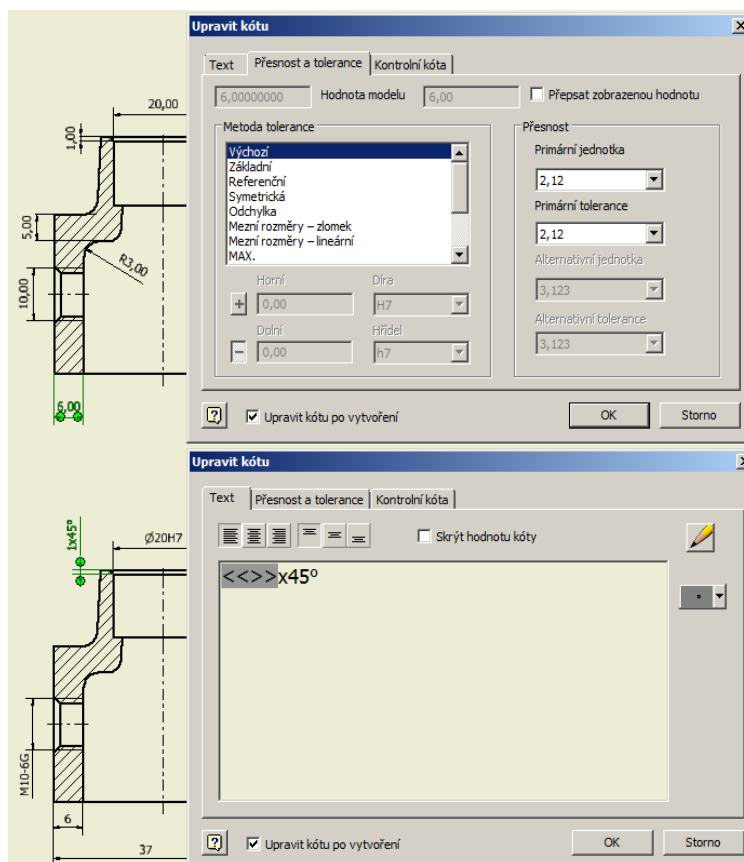 Upravit kótu
Text Přesnost a tolerance Kontrolní kóta
6,00000000 Hodnota modelu 6,00 Přepsat zobrazenou hodnotu
Metoda tolerance
Výchozí
Základní
Referenční
Symetrická
Odchylka
Mezní rozměry – zlomek
Mezní rozměry – lineární
MAX.
Horní Díra
+ 0,00 H7
Dolní Hřídel
– 0,00 h7
Přesnost
Primární jednotka
2,12
Primární tolerance
2,12
Alternativní jednotka
3,123
Alternativní tolerance
3,123
? Upravit kótu po vytvoření OK Storno
20,00
1,00
5,00
R3,00
10,00
6,00
Upravit kótu
Text Přesnost a tolerance Kontrolní kóta
Skrýt hodnotu kóty
<<>>x45º
? Upravit kótu po vytvoření OK Storno
1x45°
Ø20H7
M10-6G
6
37